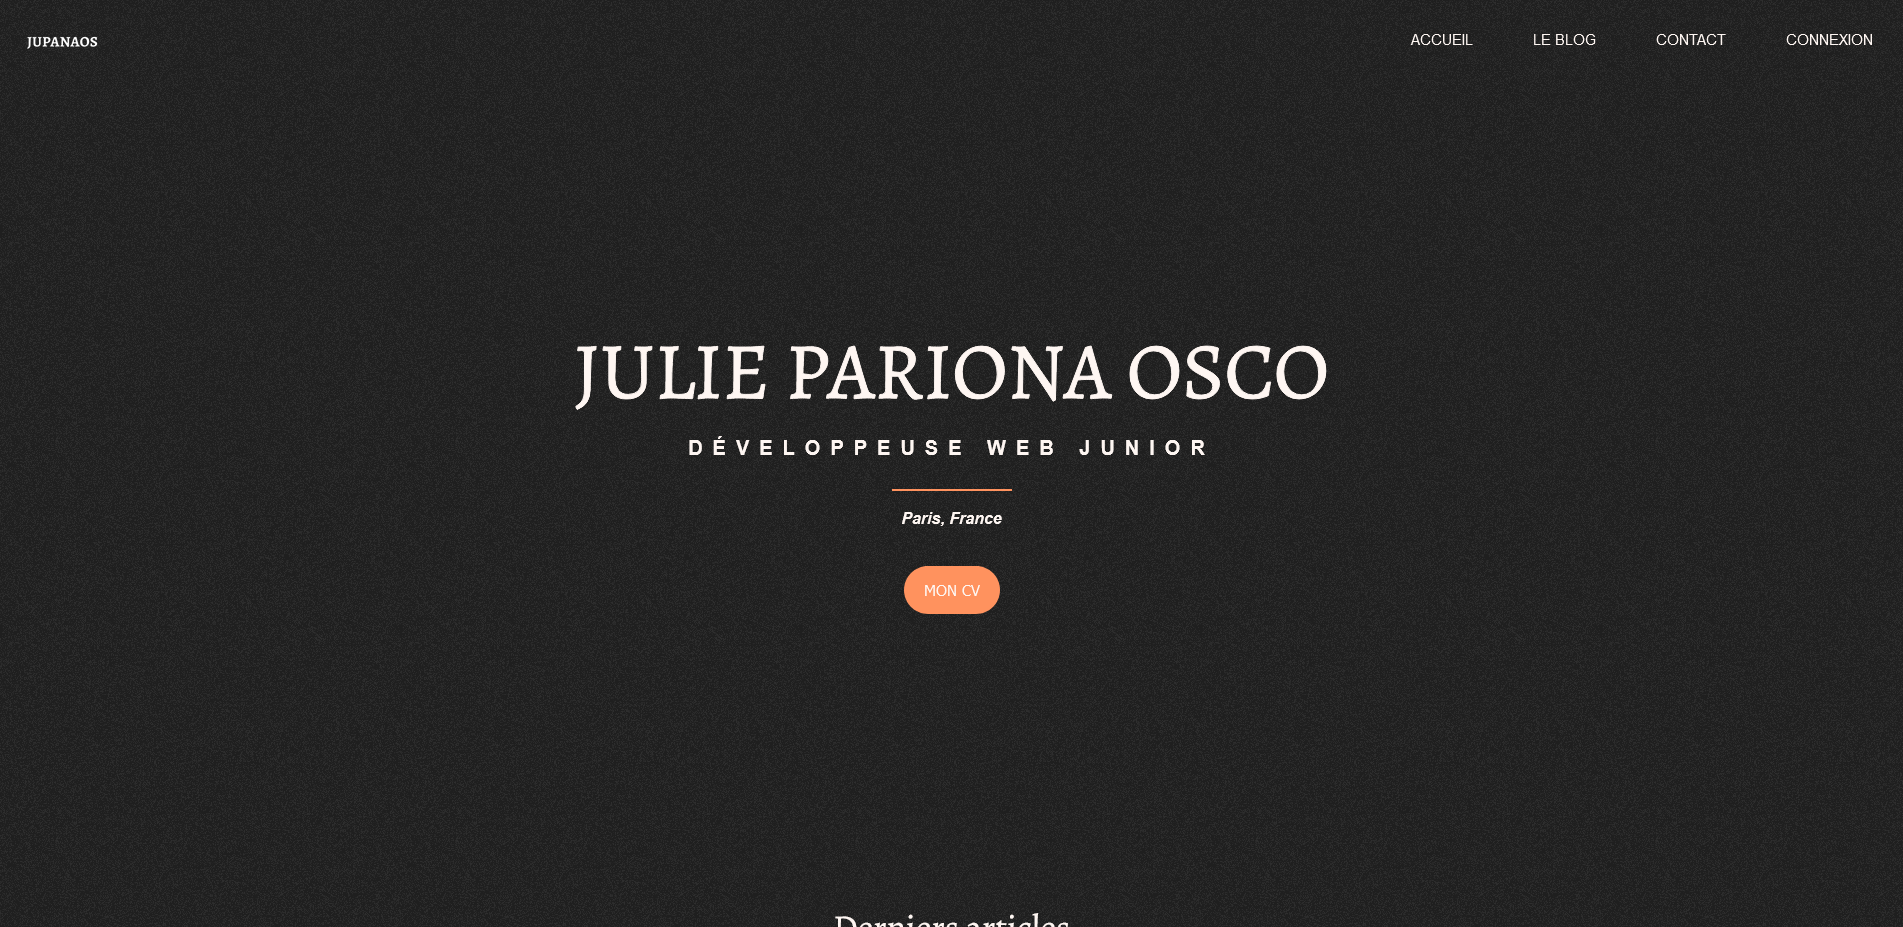 JUPANAOS
ACCUEIL LE BLOG CONTACT CONNEXION
JULIE PARIONA OSCO
DÉVELOPPEUSE WEB JUNIOR
Paris, France
MON CV
Derniers articles